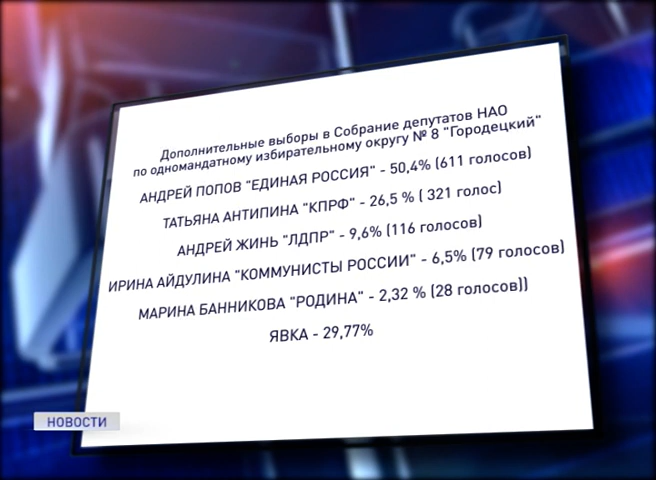 Дополнительные выборы в Собрание депутатов НАО
по одномандатному избирательному округу № 8 "Городецкий"
АНДРЕЙ ПОПОВ "ЕДИНАЯ РОССИЯ" - 50,4% (611 голосов)
ТАТЬЯНА АНТИПИНА "КПРФ" - 26,5 % ( 321 голос)
АНДРЕЙ ЖИНЬ "ЛДПР" - 9,6% (116 голосов)
ИРИНА АЙДУЛИНА "КОММУНИСТЫ РОССИИ" - 6,5% (79 голосов)
МАРИНА БАННИКОВА "РОДИНА" - 2,32 % (28 голосов))
ЯВКА - 29,77%
НОВОСТИ